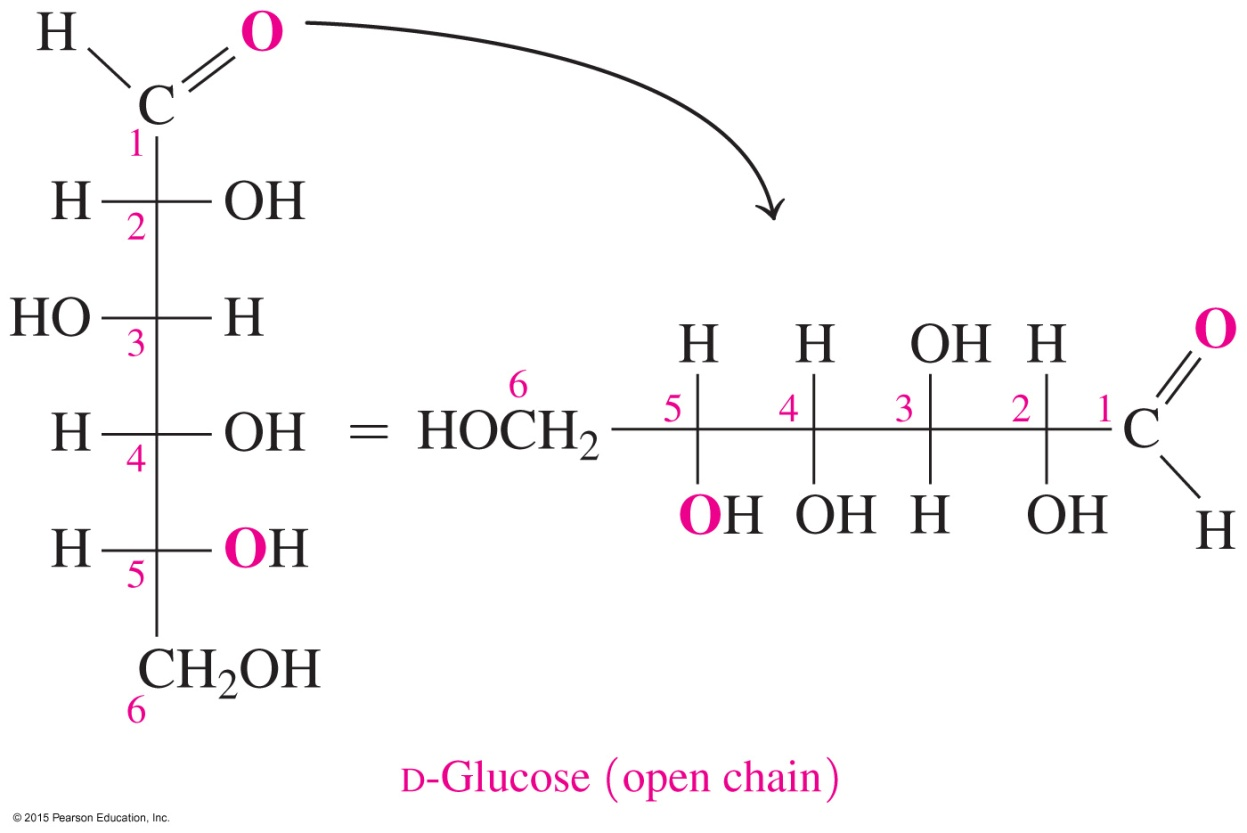 H O
C
1
H OH
2
HO H
3
H OH
4
H OH
5
CH₂OH
6
=
H H OH H O
6 5 4 3 2 1
HOCH₂ C
OH OH H OH H
D-Glucose (open chain)
© 2015 Pearson Education, Inc.